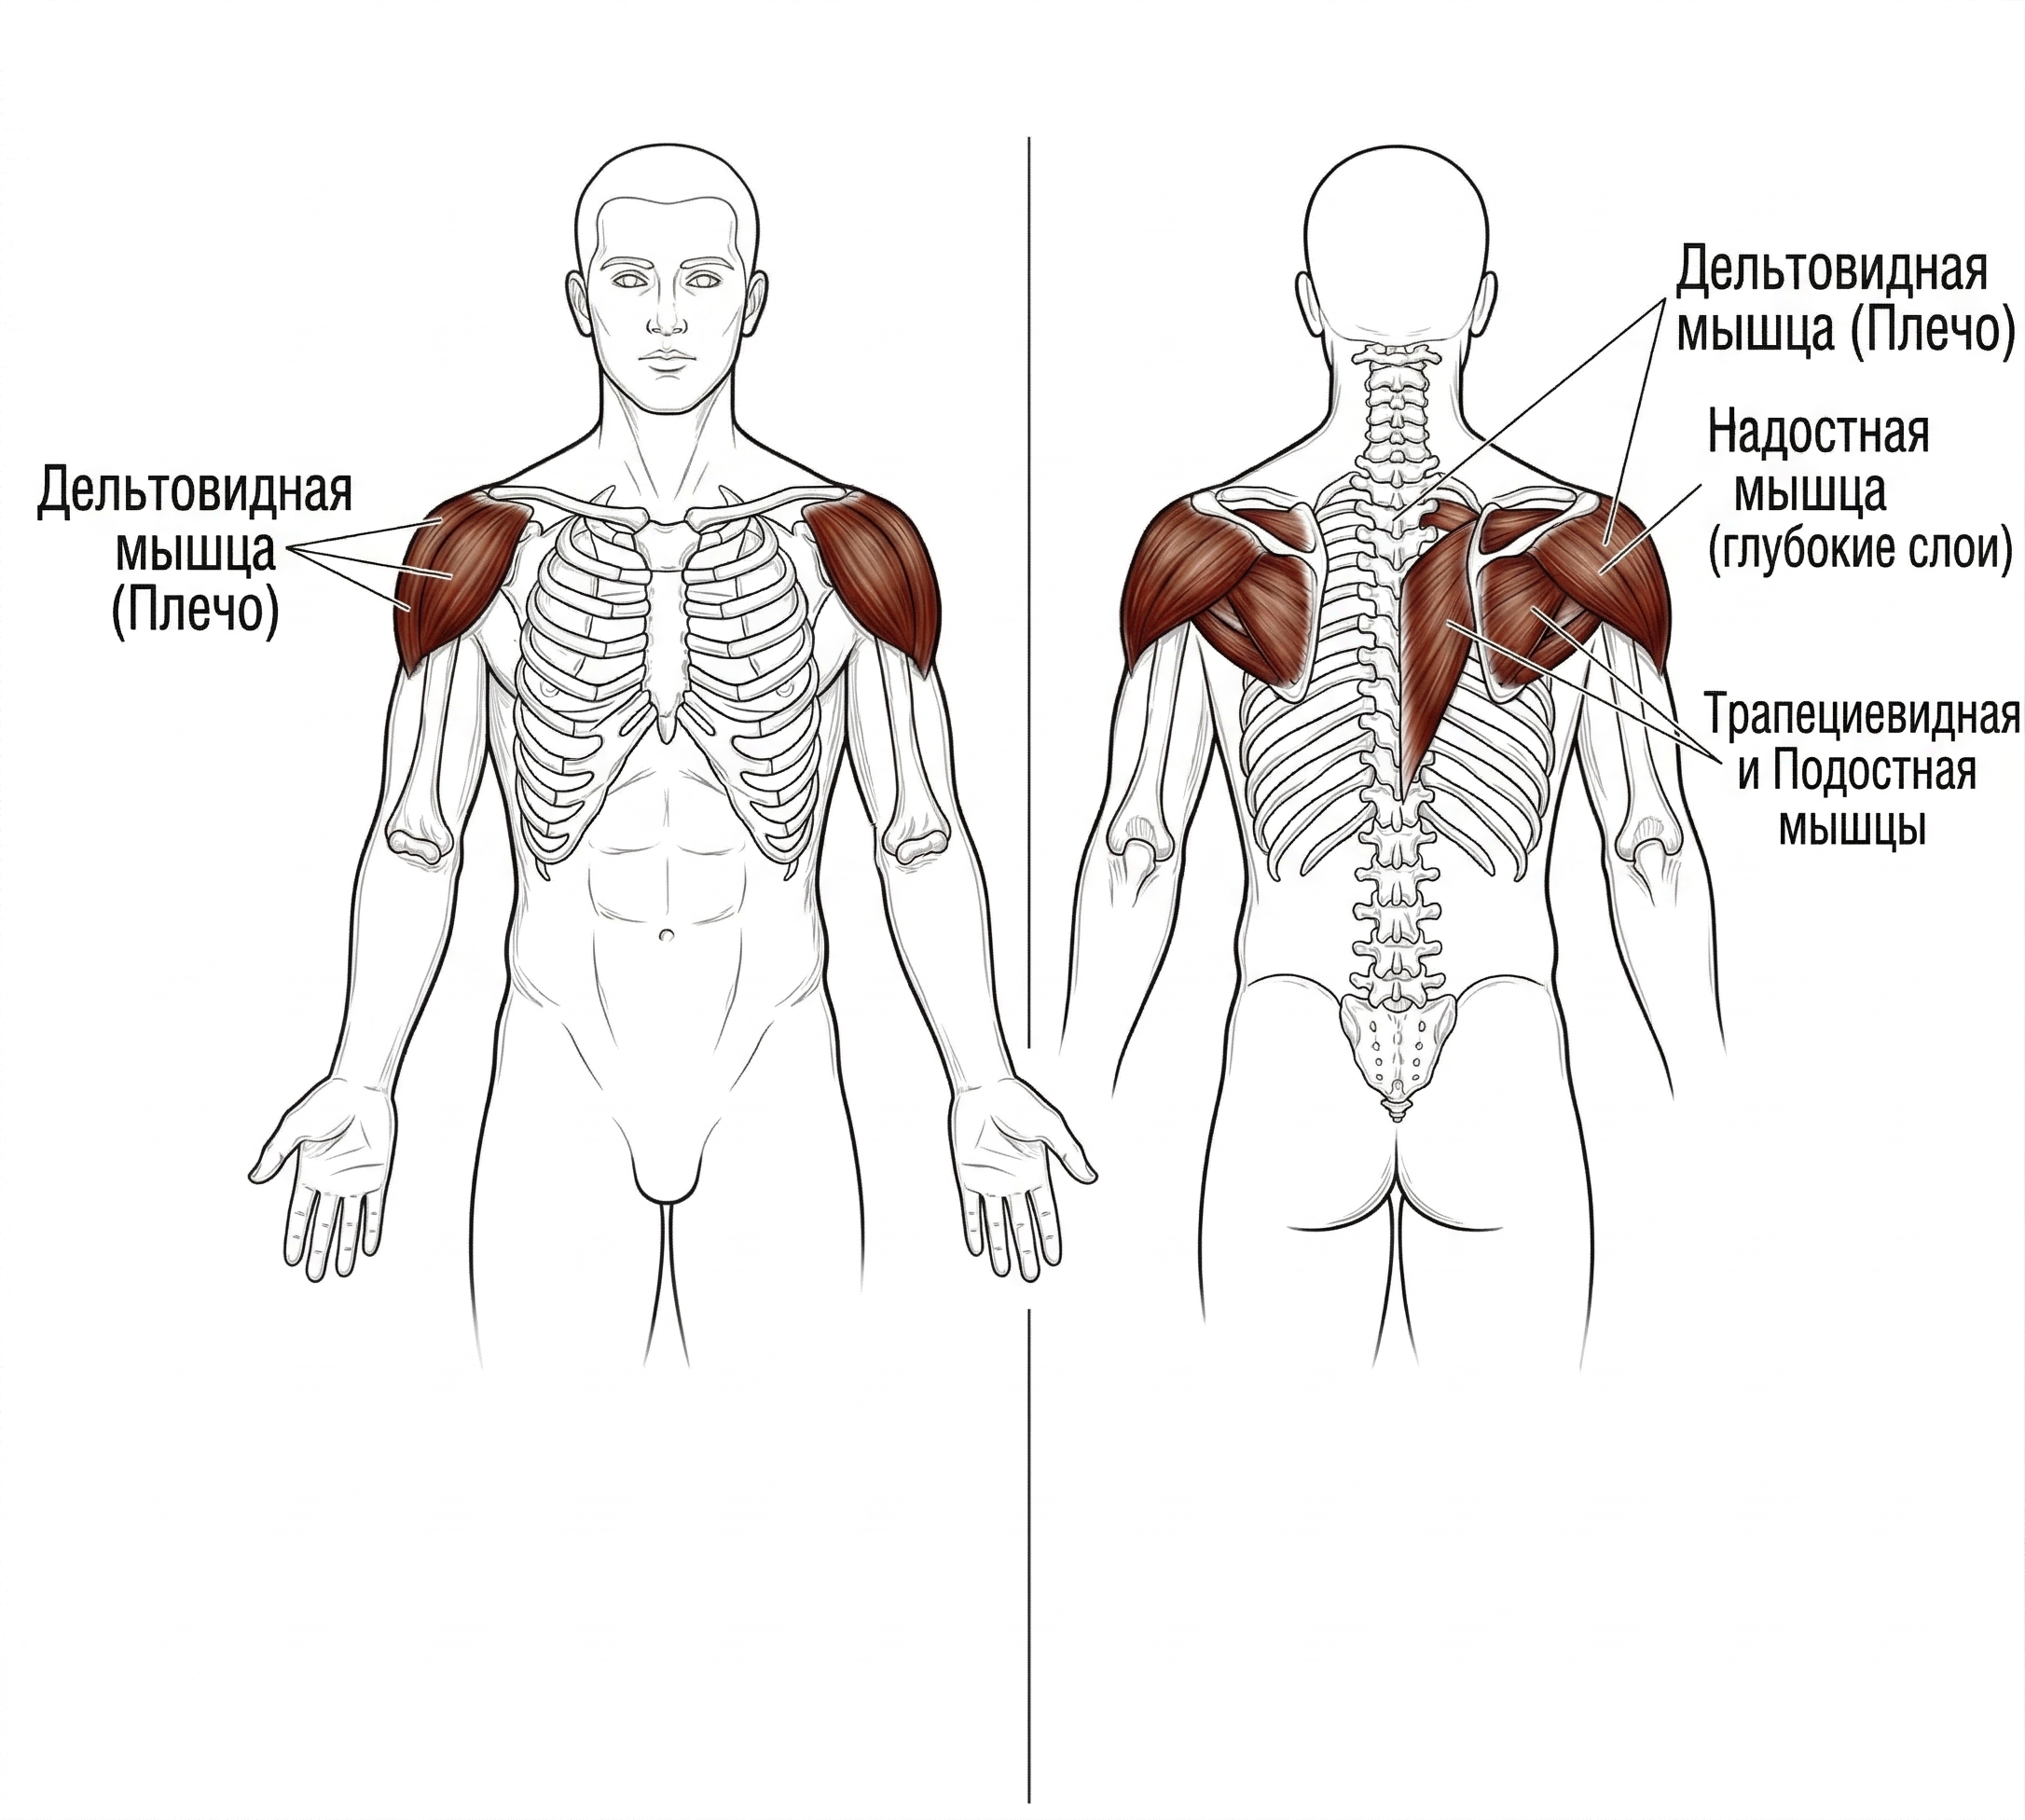 Дельтовидная
мышца
(Плечо)
Дельтовидная
мышца (Плечо)
Надостная
мышца
(глубокие слои)
Трапециевидная
и Подостная
мышцы